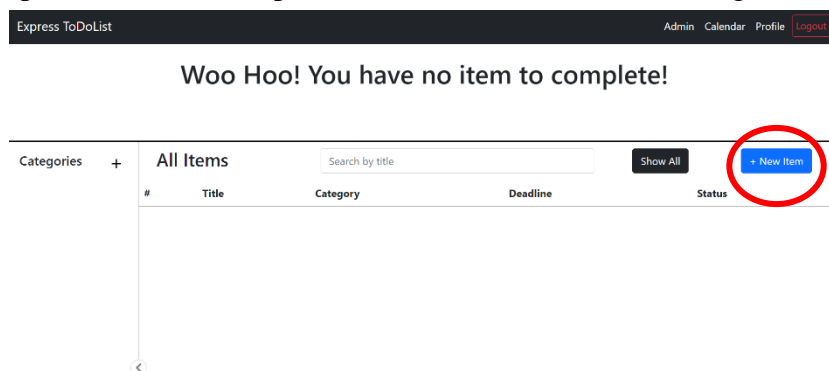 Express ToDoList Admin Calendar Profile Logout
Woo Hoo! You have no item to complete!
Categories + All Items Search by title Show All + New Item
# Title Category Deadline Status